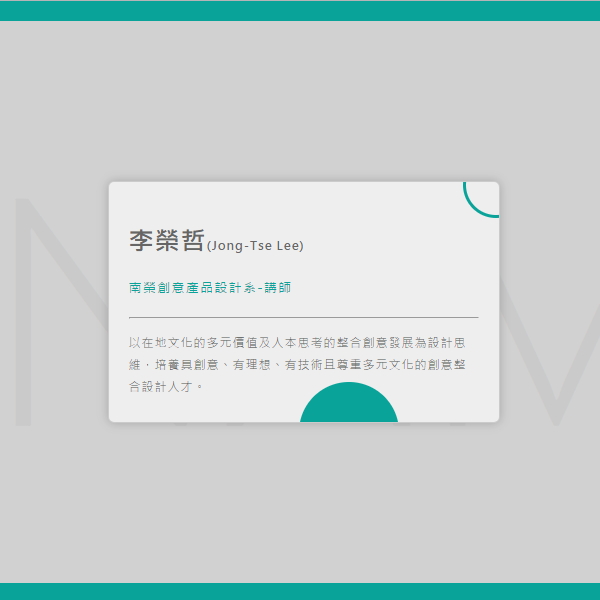 李榮哲(Jong-Tse Lee)
南榮創意產品設計系-講師
以在地文化的多元價值及人本思考的整合創意發展為設計思
維，培養具創意、有理想、有技術且尊重多元文化的創意整
合設計人才。